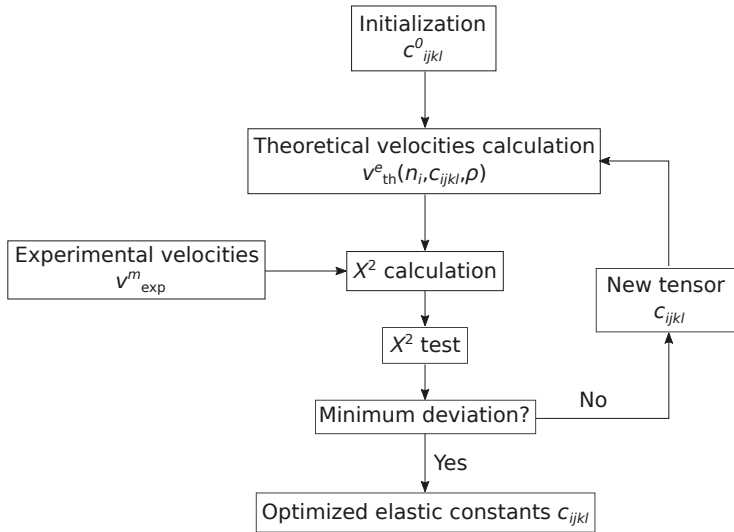 Initialization
c⁰ijkl
Theoretical velocities calculation
vᵉth(nᵢ,cijkl,ρ)
Experimental velocities
vᵐexp
X² calculation
New tensor
cijkl
X² test
Minimum deviation?
No
Yes
Optimized elastic constants cijkl